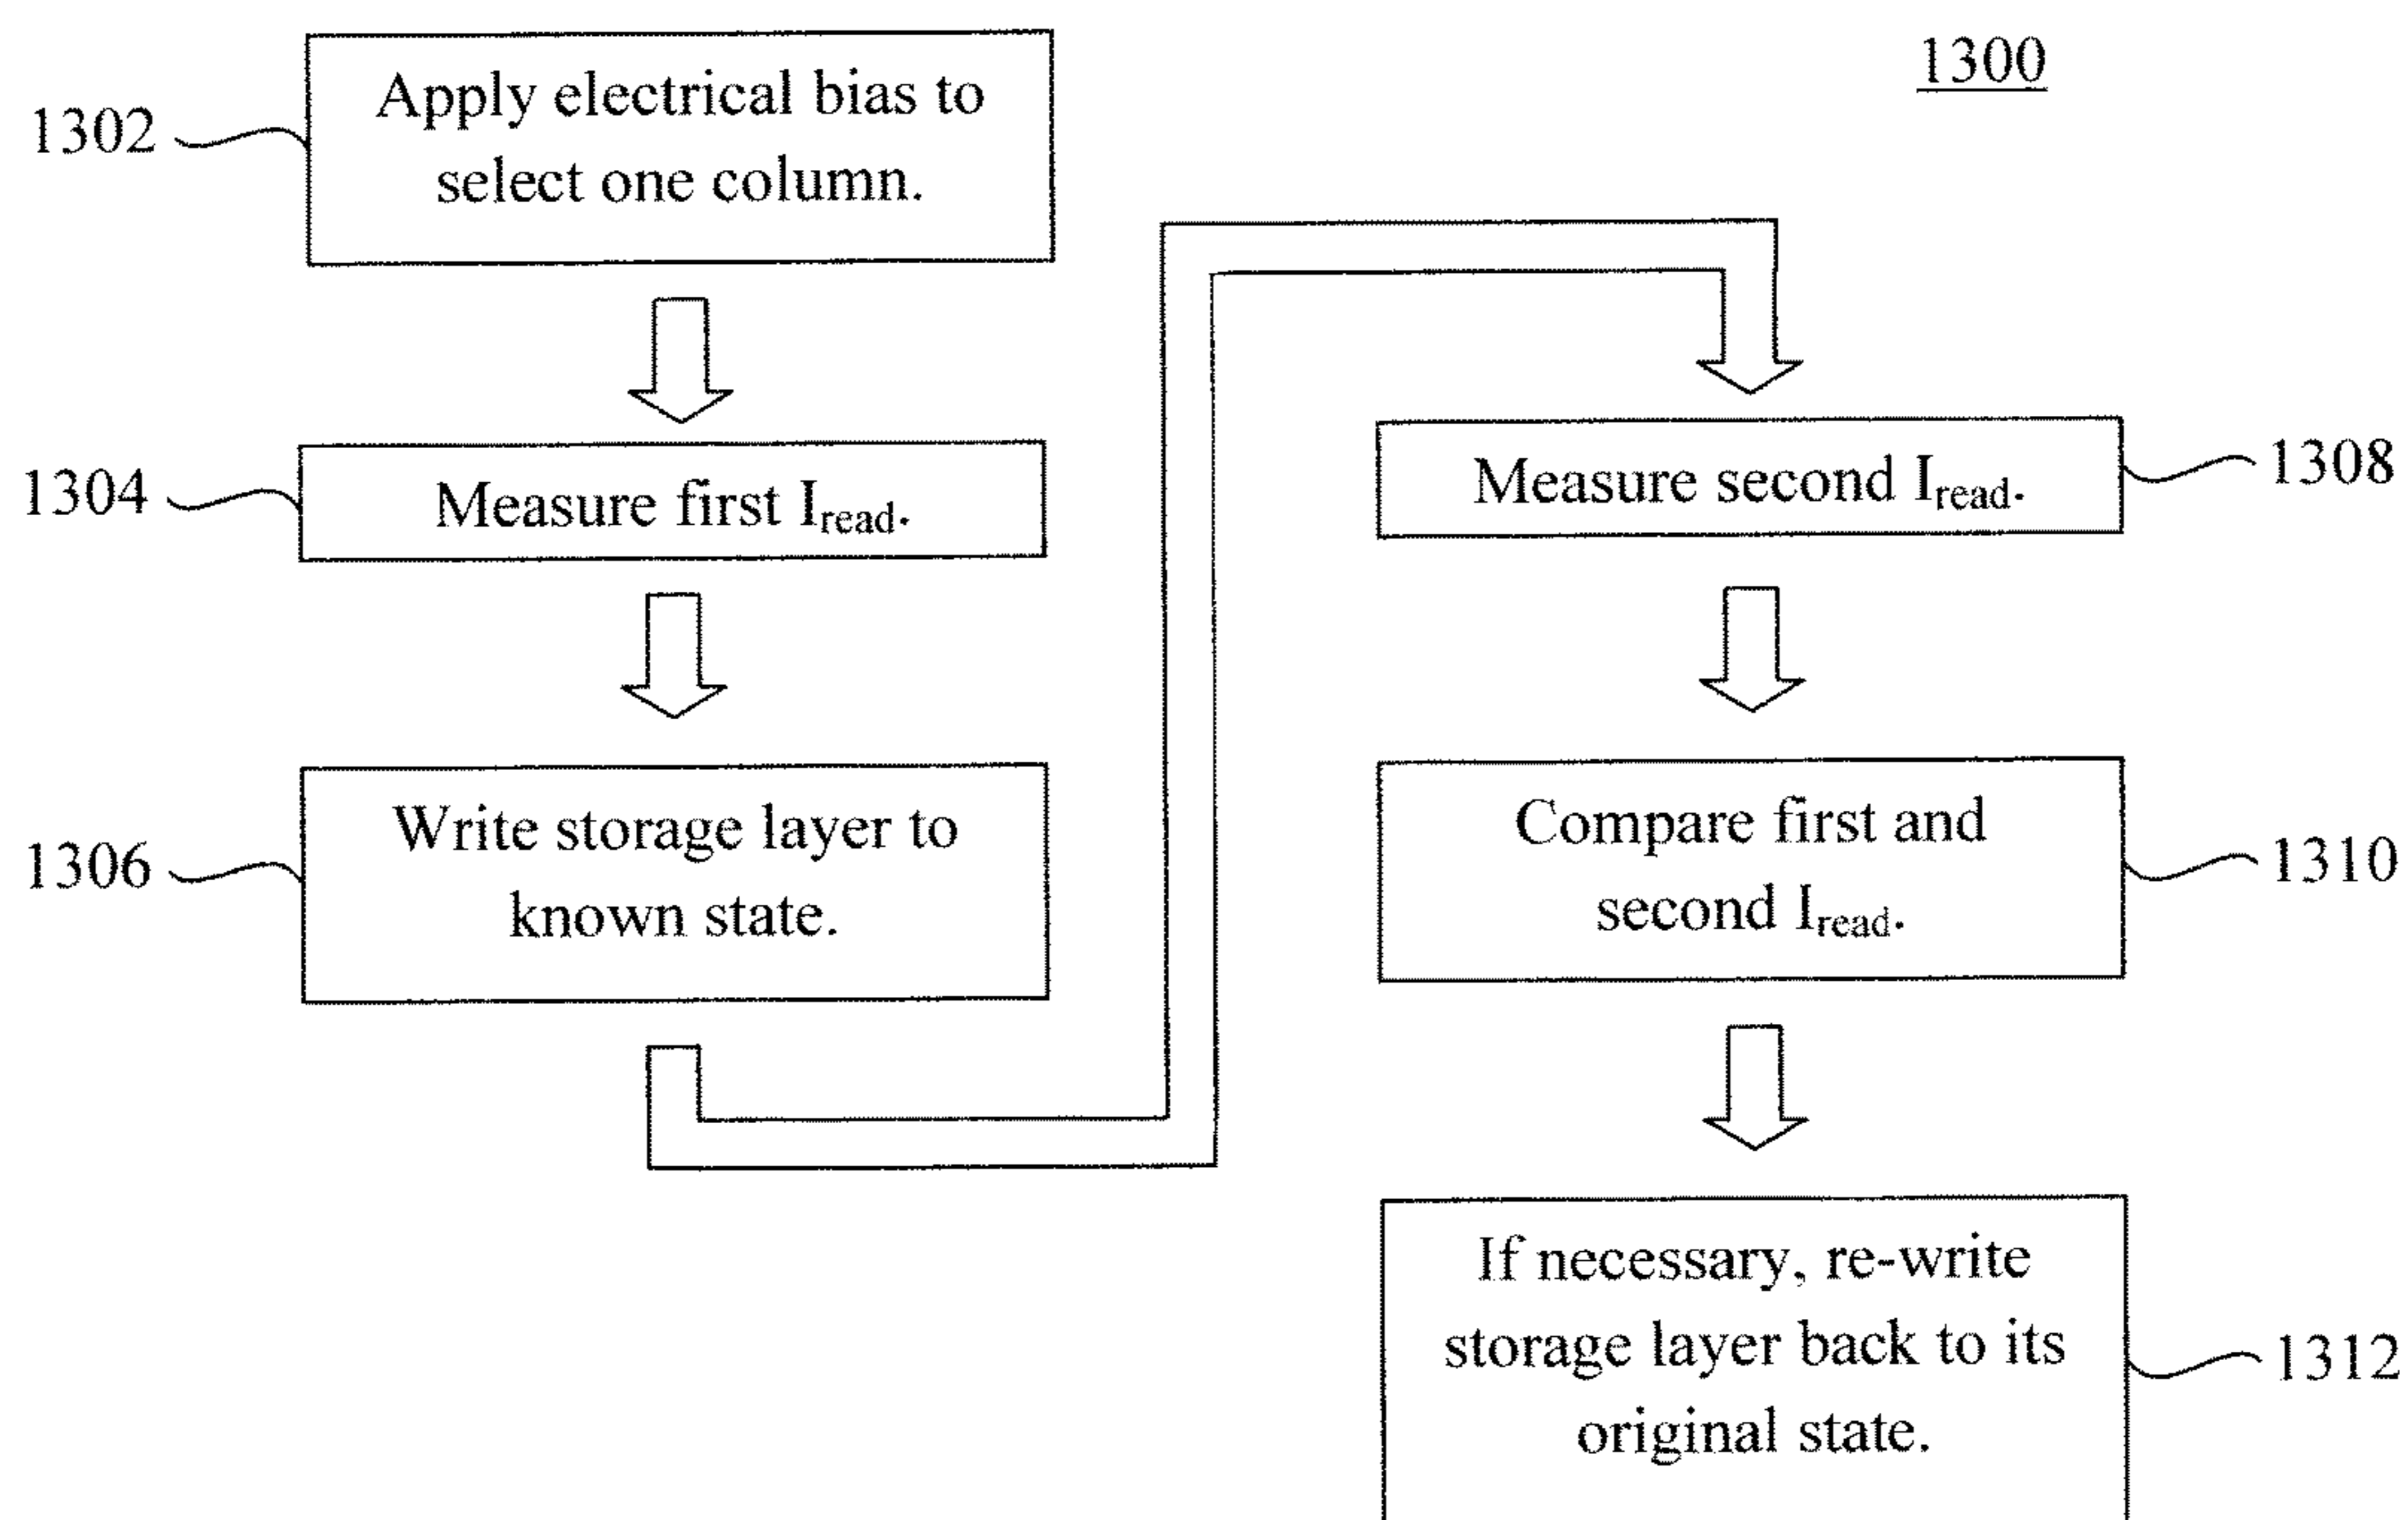 1300
1302
Apply electrical bias to
select one column.
1304
Measure first Iread.
1306
Write storage layer to
known state.
Measure second Iread.
1308
Compare first and
second Iread.
1310
If necessary, re-write
storage layer back to its
original state.
1312